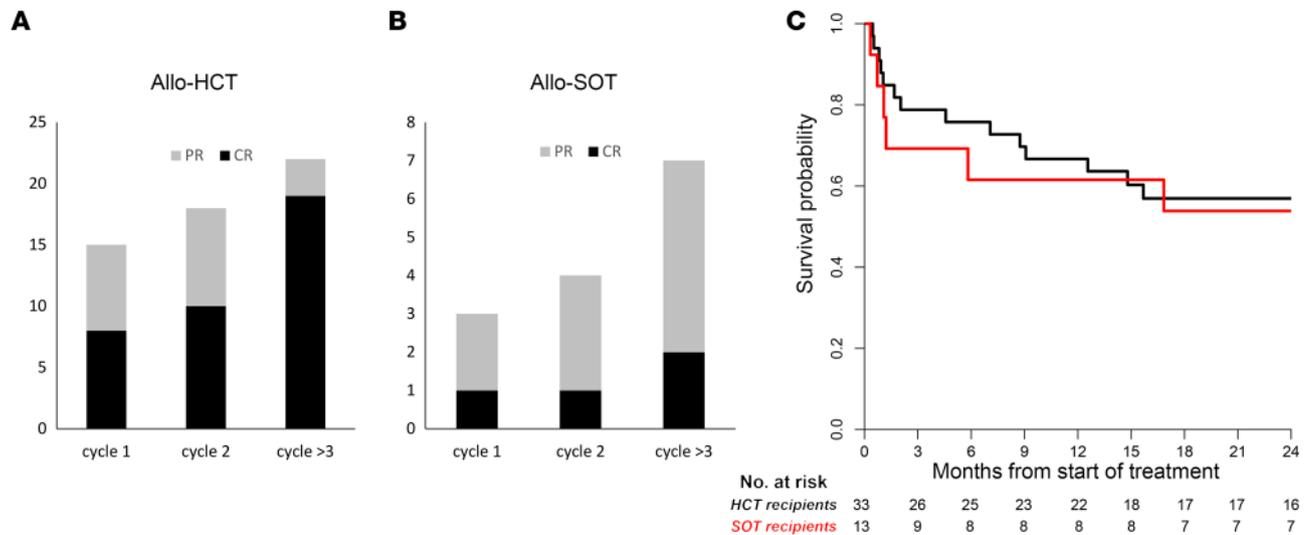 A
Allo-HCT
25
20
15
10
5
0
PR CR
cycle 1 cycle 2 cycle >3
B
Allo-SOT
8
7
6
5
4
3
2
1
0
PR CR
cycle 1 cycle 2 cycle >3
C
Survival probability
1.0
0.8
0.6
0.4
0.2
0.0
0 3 6 9 12 15 18 21 24
Months from start of treatment
No. at risk
HCT recipients 33 26 25 23 22 18 17 17 16
SOT recipients 13 9 8 8 8 8 7 7 7